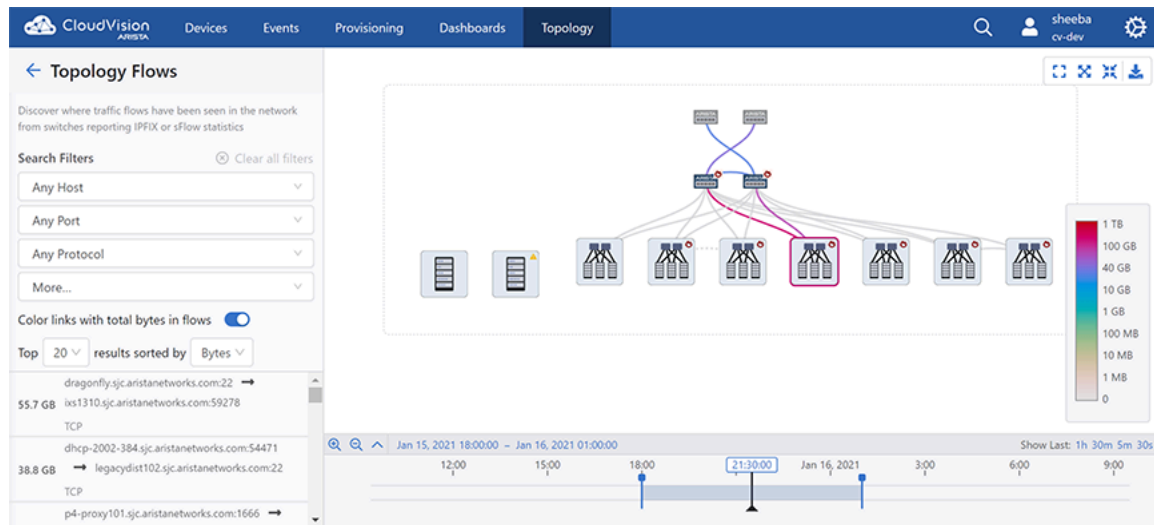 CloudVision
ARISTA
Devices
Events
Provisioning
Dashboards
Topology
sheeba
cv-dev
Topology Flows
Discover where traffic flows have been seen in the network
from switches reporting IPFIX or sFlow statistics
Search Filters
Clear all filters
Any Host
Any Port
Any Protocol
More...
Color links with total bytes in flows
Top 20 results sorted by Bytes
dragonfly.sjc.aristanetworks.com:22 →
55.7 GB ixs1310.sjc.aristanetworks.com:59278
TCP
dhcp-2002-384.sjc.aristanetworks.com:54471
38.8 GB → legacydist102.sjc.aristanetworks.com:22
TCP
p4-proxy101.sjc.aristanetworks.com:1666 →
ARISTA
ARISTA
1 TB
100 GB
40 GB
10 GB
1 GB
100 MB
10 MB
1 MB
0
Jan 15, 2021 18:00:00 – Jan 16, 2021 01:00:00
Show Last: 1h 30m 5m 30s
12:00 15:00 18:00 21:30:00 Jan 16, 2021 3:00 6:00 9:00